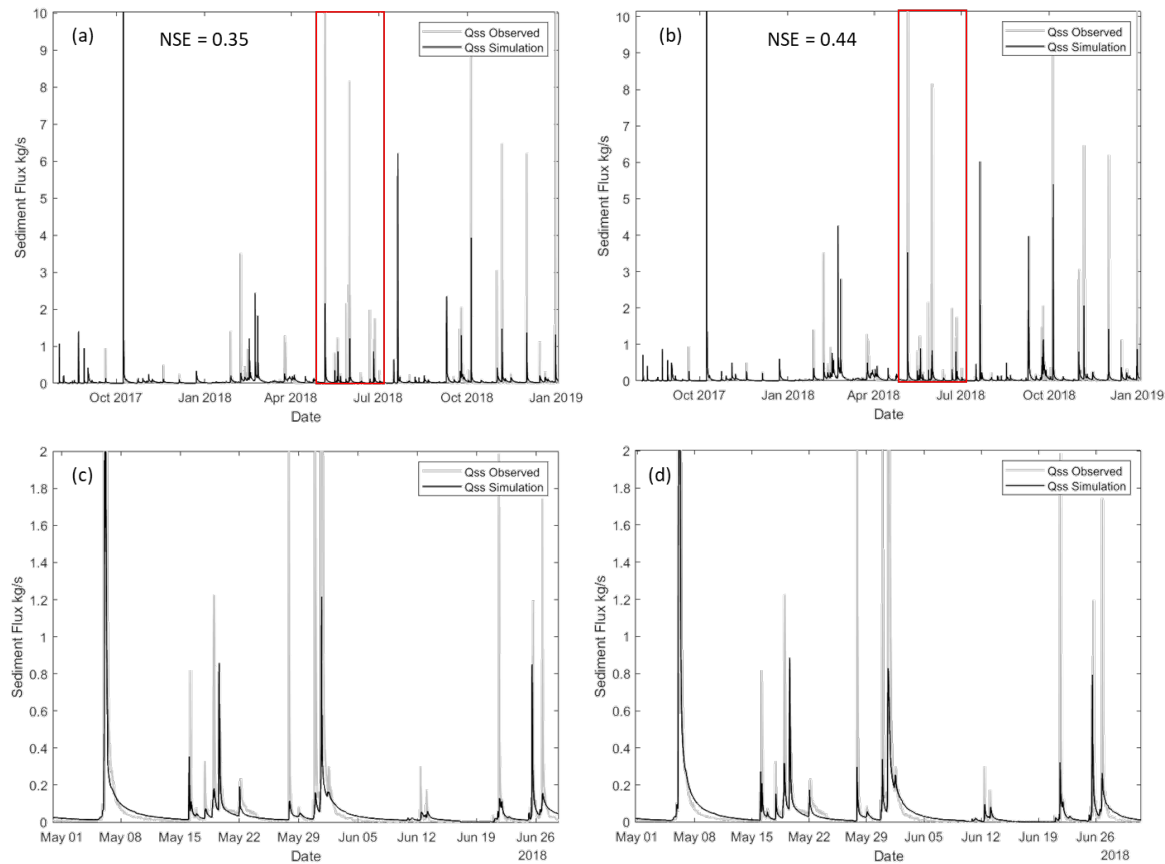 (a)
NSE = 0.35
Qss Observed
Qss Simulation
10
9
8
7
6
5
4
3
2
1
0
Sediment Flux kg/s
Oct 2017
Jan 2018
Apr 2018
Jul 2018
Oct 2018
Jan 2019
Date
(b)
NSE = 0.44
Qss Observed
Qss Simulation
10
9
8
7
6
5
4
3
2
1
0
Sediment Flux kg/s
Oct 2017
Jan 2018
Apr 2018
Jul 2018
Oct 2018
Jan 2019
Date
(c)
Qss Observed
Qss Simulation
2
1.8
1.6
1.4
1.2
1
0.8
0.6
0.4
0.2
0
Sediment Flux kg/s
May 01
May 08
May 15
May 22
May 29
Jun 05
Jun 12
Jun 19
Jun 26
Date
2018
(d)
Qss Observed
Qss Simulation
2
1.8
1.6
1.4
1.2
1
0.8
0.6
0.4
0.2
0
Sediment Flux kg/s
May 01
May 08
May 15
May 22
May 29
Jun 05
Jun 12
Jun 19
Jun 26
Date
2018